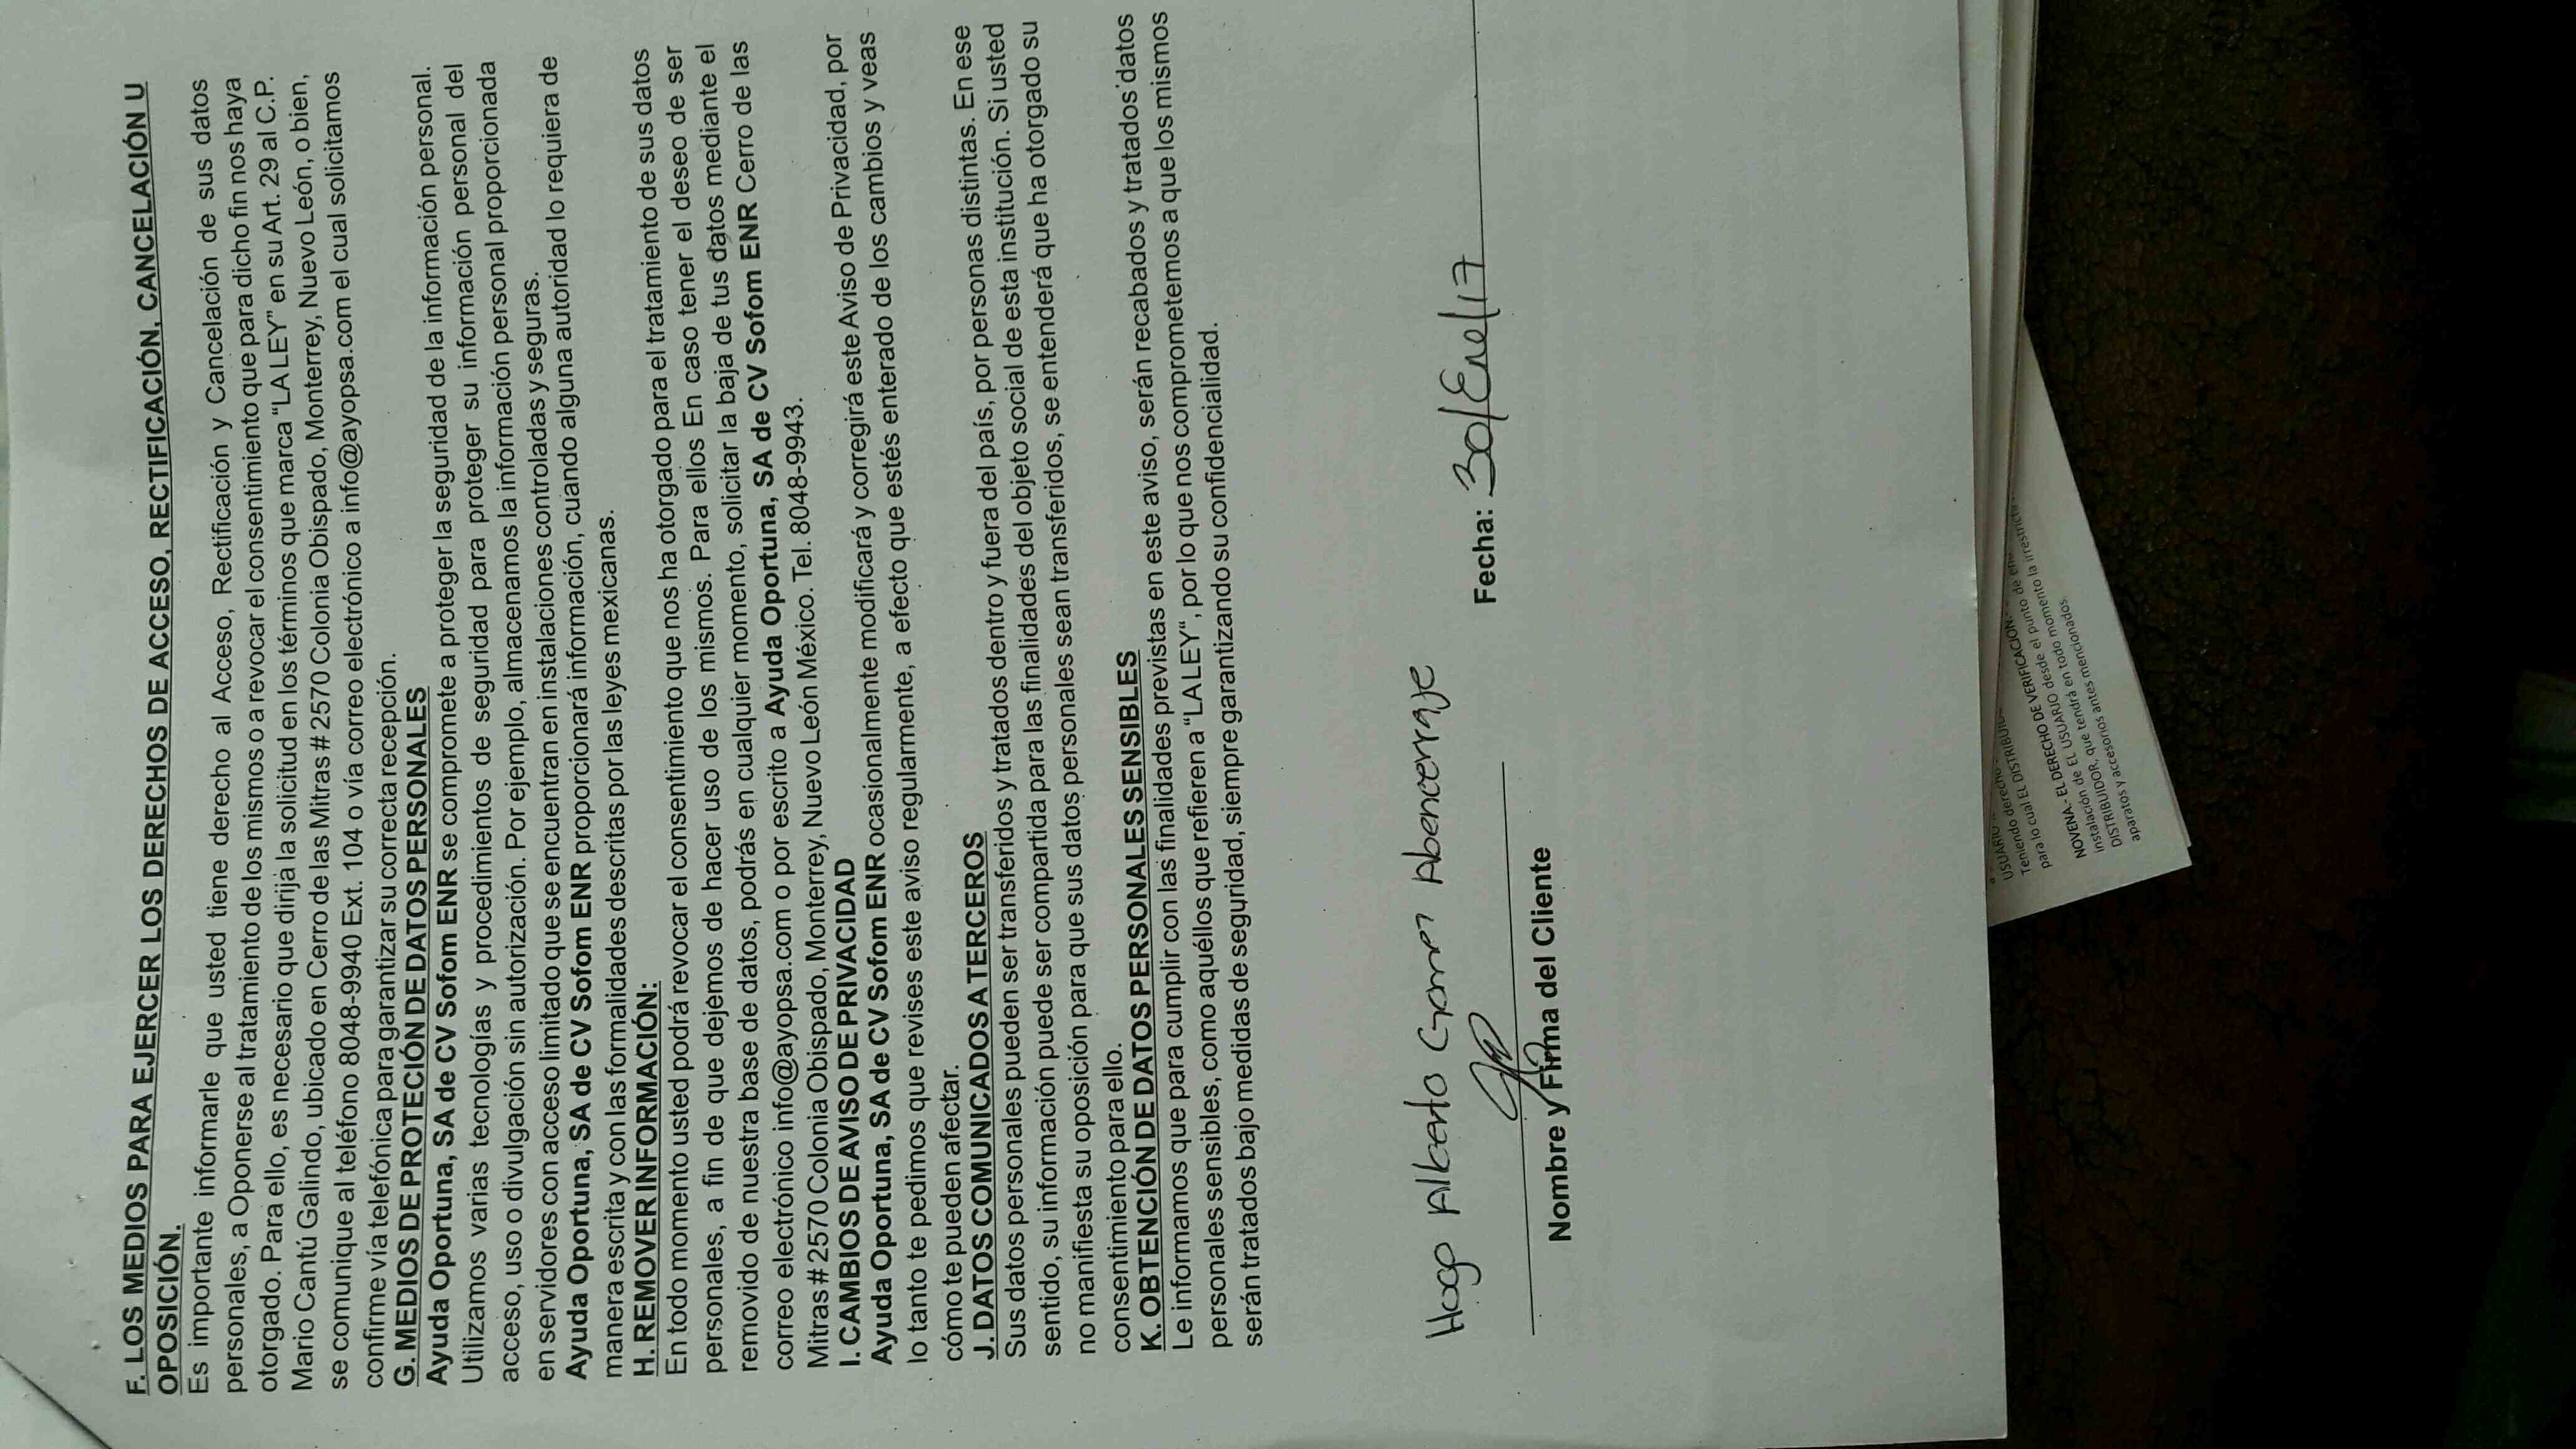 F. LOS MEDIOS PARA EJERCER LOS DERECHOS DE ACCESO, RECTIFICACIÓN, CANCELACIÓN U
OPOSICIÓN.
Es importante informarle que usted tiene derecho al Acceso, Rectificación y Cancelación de sus datos
personales, a Oponerse al tratamiento de los mismos o a revocar el consentimiento que para dicho fin nos haya
otorgado. Para ello, es necesario que dirija la solicitud en los términos que marca "LA LEY" en su Art. 29 al C.P.
Mario Cantú Galindo, ubicado en Cerro de las Mitras # 2570 Colonia Obispado, Monterrey, Nuevo León, o bien,
se comunique al teléfono 8048-9940 Ext. 104 o vía correo electrónico a info@ayopsa.com el cual solicitamos
confirme vía telefónica para garantizar su correcta recepción.
G. MEDIOS DE PROTECIÓN DE DATOS PERSONALES
Ayuda Oportuna, SA de CV Sofom ENR se compromete a proteger la seguridad de la información personal.
Utilizamos varias tecnologías y procedimientos de seguridad para proteger su información personal del
acceso, uso o divulgación sin autorización. Por ejemplo, almacenamos la información personal proporcionada
en servidores con acceso limitado que se encuentran en instalaciones controladas y seguras.
Ayuda Oportuna, SA de CV Sofom ENR proporcionará información, cuando alguna autoridad lo requiera de
manera escrita y con las formalidades descritas por las leyes mexicanas.
H. REMOVER INFORMACIÓN:
En todo momento usted podrá revocar el consentimiento que nos ha otorgado para el tratamiento de sus datos
personales, a fin de que dejemos de hacer uso de los mismos. Para ellos En caso tener el deseo de ser
removido de nuestra base de datos, podrás en cualquier momento, solicitar la baja de tus datos mediante el
correo electrónico info@ayopsa.com o por escrito a Ayuda Oportuna, SA de CV Sofom ENR Cerro de las
Mitras # 2570 Colonia Obispado, Monterrey, Nuevo León México. Tel. 8048-9943.
I. CAMBIOS DE AVISO DE PRIVACIDAD
Ayuda Oportuna, SA de CV Sofom ENR ocasionalmente modificará y corregirá este Aviso de Privacidad, por
lo tanto te pedimos que revises este aviso regularmente, a efecto que estés enterado de los cambios y veas
cómo te pueden afectar.
J. DATOS COMUNICADOS A TERCEROS
Sus datos personales pueden ser transferidos y tratados dentro y fuera del país, por personas distintas. En ese
sentido, su información puede ser compartida para las finalidades del objeto social de esta institución. Si usted
no manifiesta su oposición para que sus datos personales sean transferidos, se entenderá que ha otorgado su
consentimiento para ello.
K. OBTENCIÓN DE DATOS PERSONALES SENSIBLES
Le informamos que para cumplir con las finalidades previstas en este aviso, serán recabados y tratados datos
personales sensibles, como aquéllos que refieren a "LA LEY", por lo que nos comprometemos a que los mismos
serán tratados bajo medidas de seguridad, siempre garantizando su confidencialidad.
Hugo Alberto Gomez Abencerraje
Nombre y Firma del Cliente
Fecha: 30/Ene/17
USUARIO
Teniendo derecho
para lo cual EL DISTRIBUID
NOVENA.- EL DERECHO DE VERIFICACION.
instalación de EL USUARIO desde el punto de
DISTRIBUIDOR, que tendrá en todo momento la irrestricta
aparatos y accesorios antes mencionados.